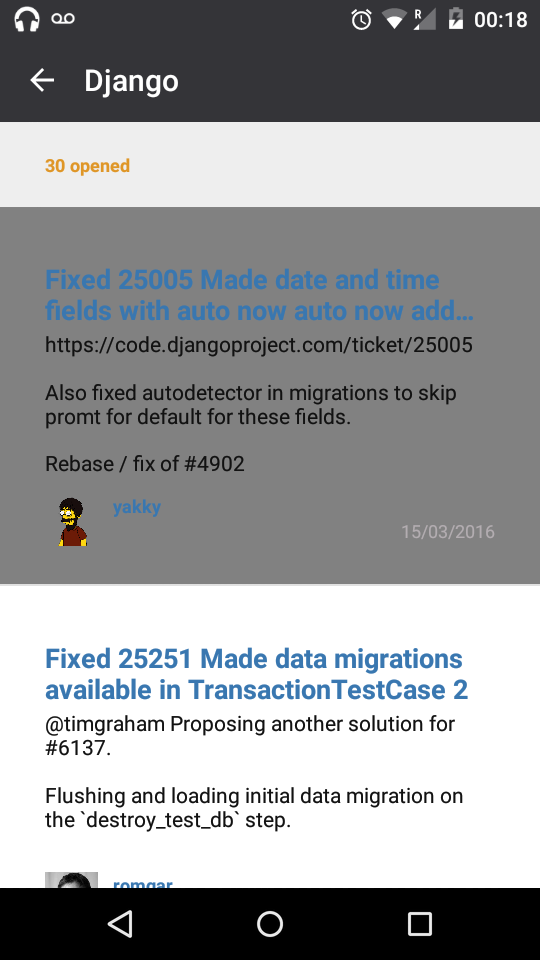 R 00:18
Django
30 opened
Fixed 25005 Made date and time
fields with auto now auto now add...
https://code.djangoproject.com/ticket/25005
Also fixed autodetector in migrations to skip
promt for default for these fields.
Rebase / fix of #4902
yakky
15/03/2016
Fixed 25251 Made data migrations
available in TransactionTestCase 2
@timgraham Proposing another solution for
#6137.
Flushing and loading initial data migration on
the `destroy_test_db` step.
romgar